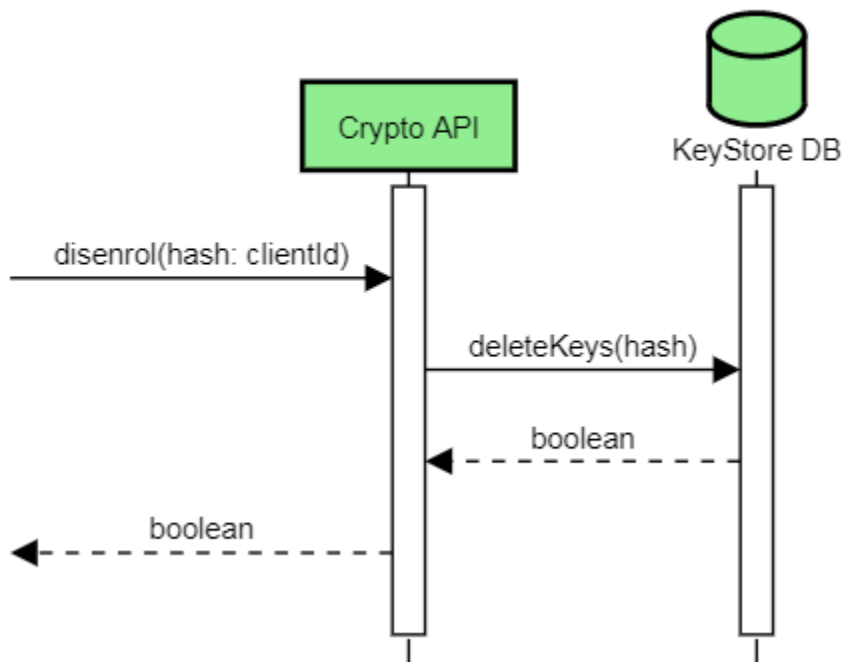 Crypto API
KeyStore DB
disenrol(hash: clientId)
deleteKeys(hash)
boolean
boolean